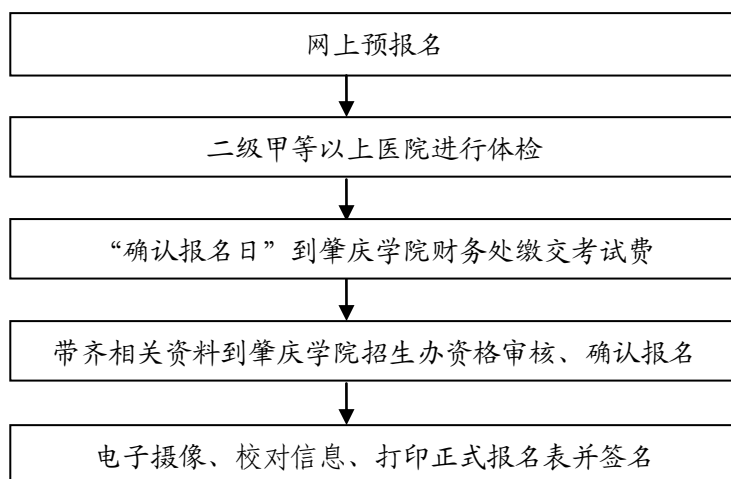 网上预报名
二级甲等以上医院进行体检
“确认报名日”到肇庆学院财务处缴交考试费
带齐相关资料到肇庆学院招生办资格审核、确认报名
电子摄像、校对信息、打印正式报名表并签名